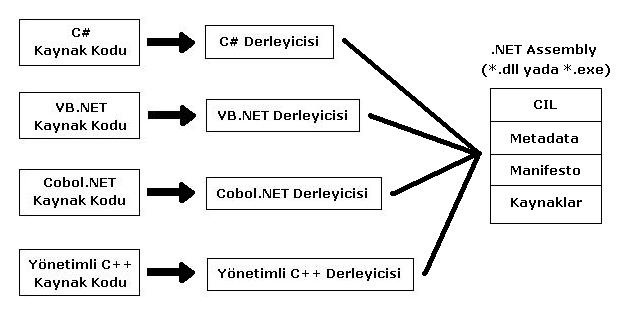 C#
Kaynak Kodu
C# Derleyicisi
VB.NET
Kaynak Kodu
VB.NET Derleyicisi
Cobol.NET
Kaynak Kodu
Cobol.NET Derleyicisi
Yönetimli C++
Kaynak Kodu
Yönetimli C++ Derleyicisi
.NET Assembly
(*.dll yada *.exe)
CIL
Metadata
Manifesto
Kaynaklar